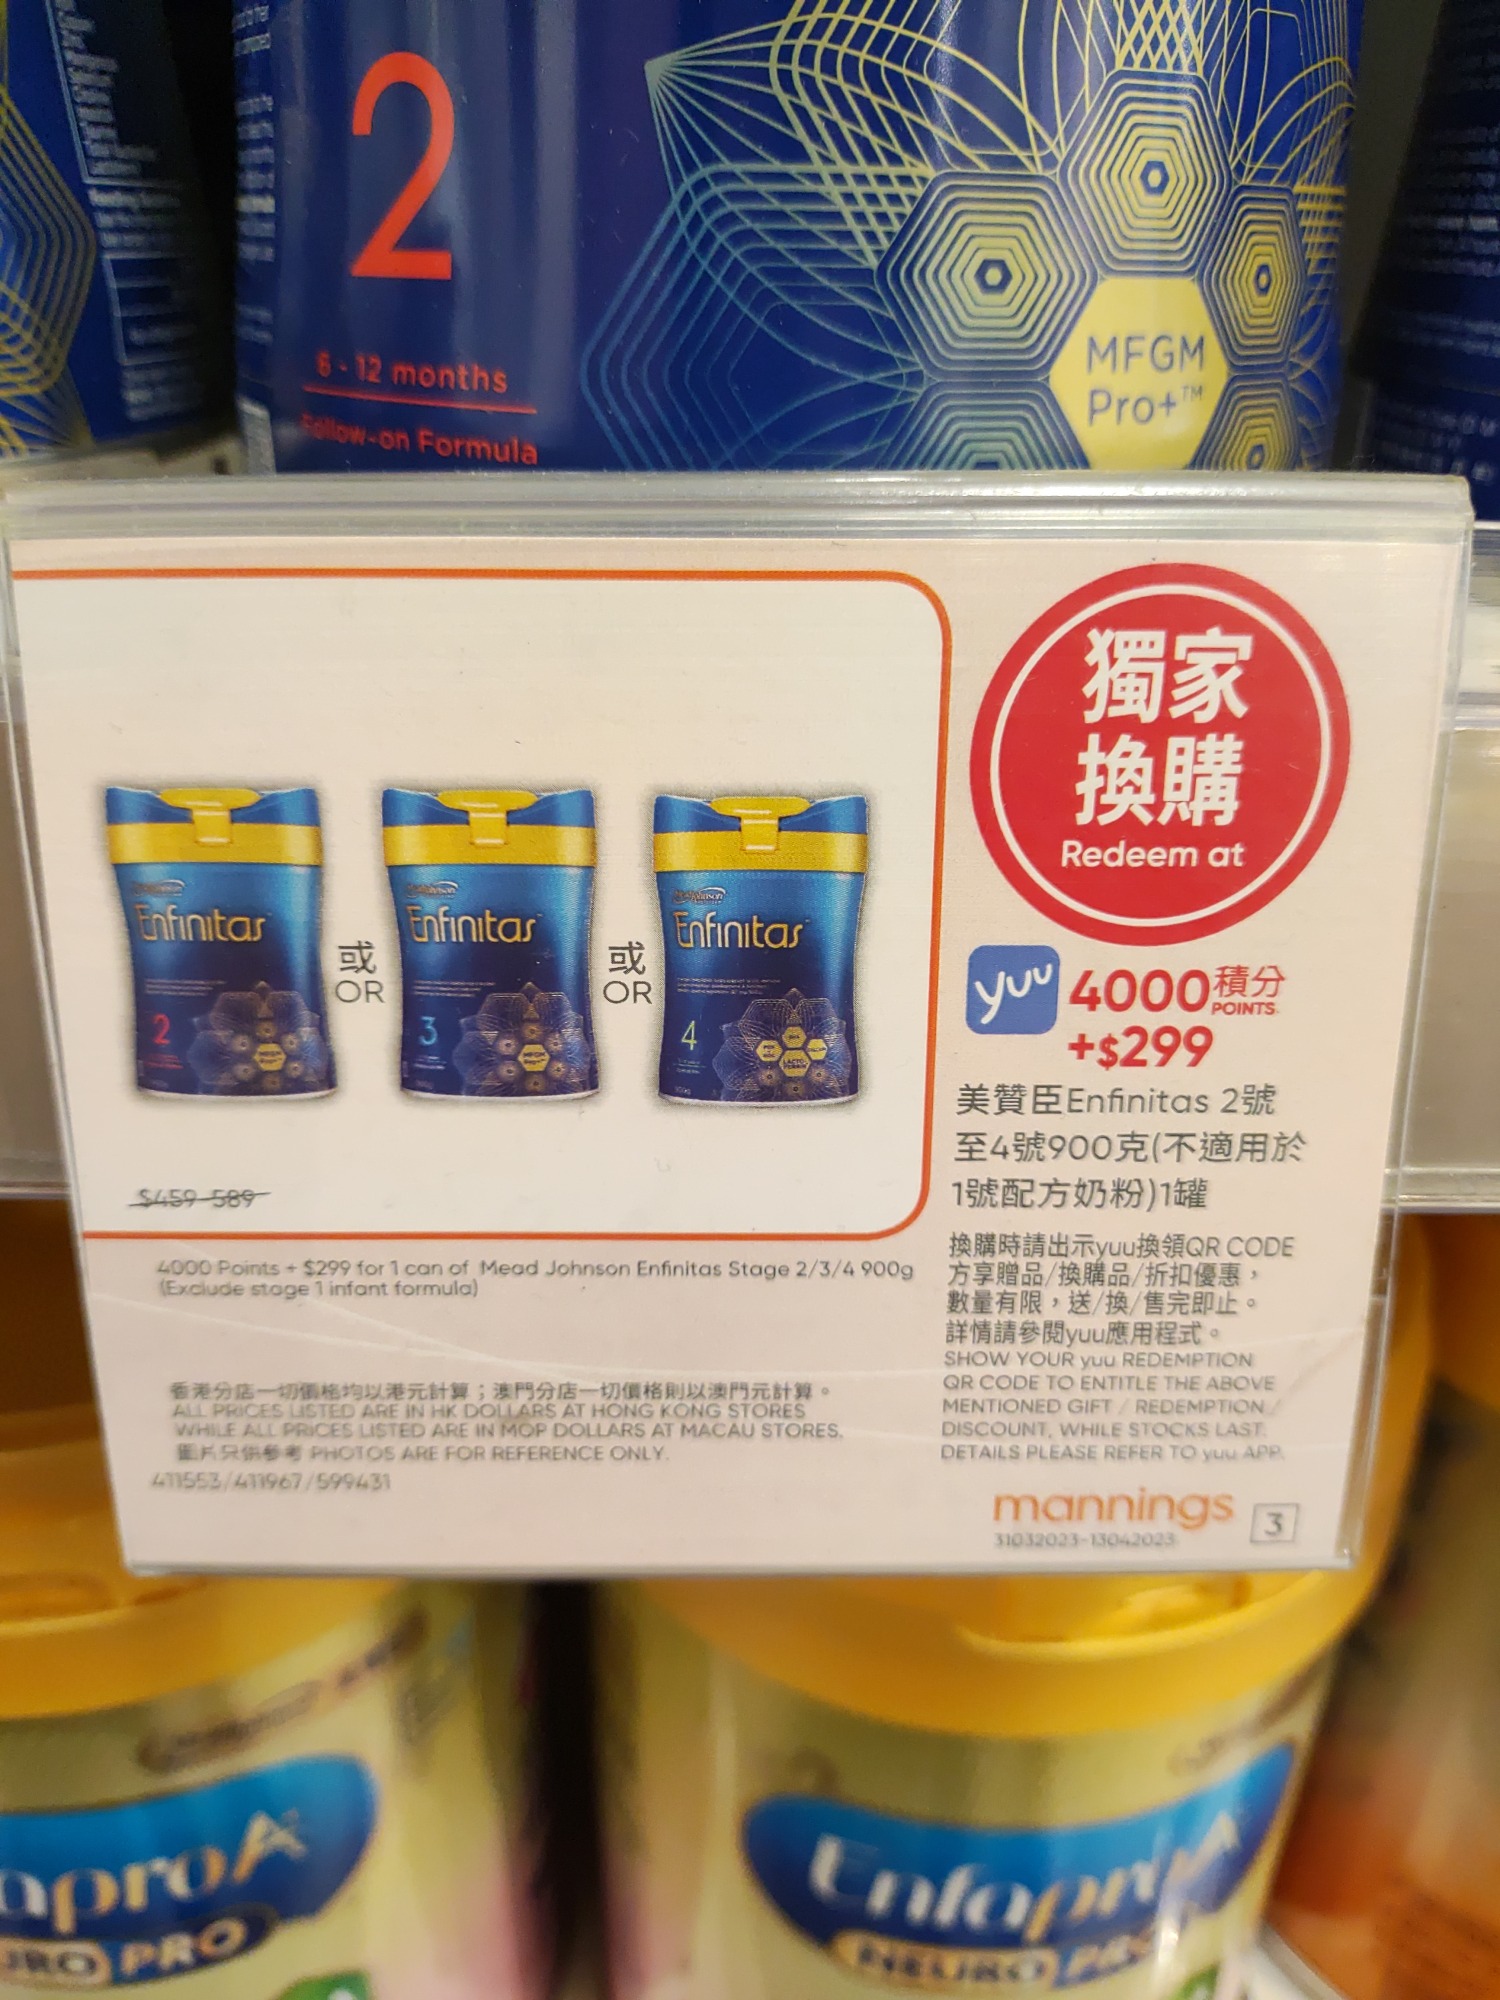 2
6 - 12 months
Follow-on Formula
MFGM
Pro+™
獨家
換購
Redeem at
yuu 4000積分
POINTS
+$299
美贊臣Enfinitas 2號
至4號900克(不適用於
1號配方奶粉)1罐
換購時請出示yuu換領QR CODE
方享贈品/換購品/折扣優惠，
數量有限，送/換/售完即止。
詳情請參閱yuu應用程式。
SHOW YOUR yuu REDEMPTION
QR CODE TO ENTITLE THE ABOVE
MENTIONED GIFT / REDEMPTION /
DISCOUNT, WHILE STOCKS LAST.
DETAILS PLEASE REFER TO yuu APP.
mannings 3
31032023-13042023
Enfinitas
2
MFGM
或
OR
Enfinitas
3
MFGM
或
OR
Enfinitas
4
$459-589
4000 Points + $299 for 1 can of Mead Johnson Enfinitas Stage 2/3/4 900g
(Exclude stage 1 infant formula)
香港分店一切價格均以港元計算；澳門分店一切價格則以澳門元計算。
ALL PRICES LISTED ARE IN HK DOLLARS AT HONG KONG STORES
WHILE ALL PRICES LISTED ARE IN MOP DOLLARS AT MACAU STORES.
圖片只供參考 PHOTOS ARE FOR REFERENCE ONLY.
411553/411967/599431
aproA
PRO
EnfaproA
NEURO PRO